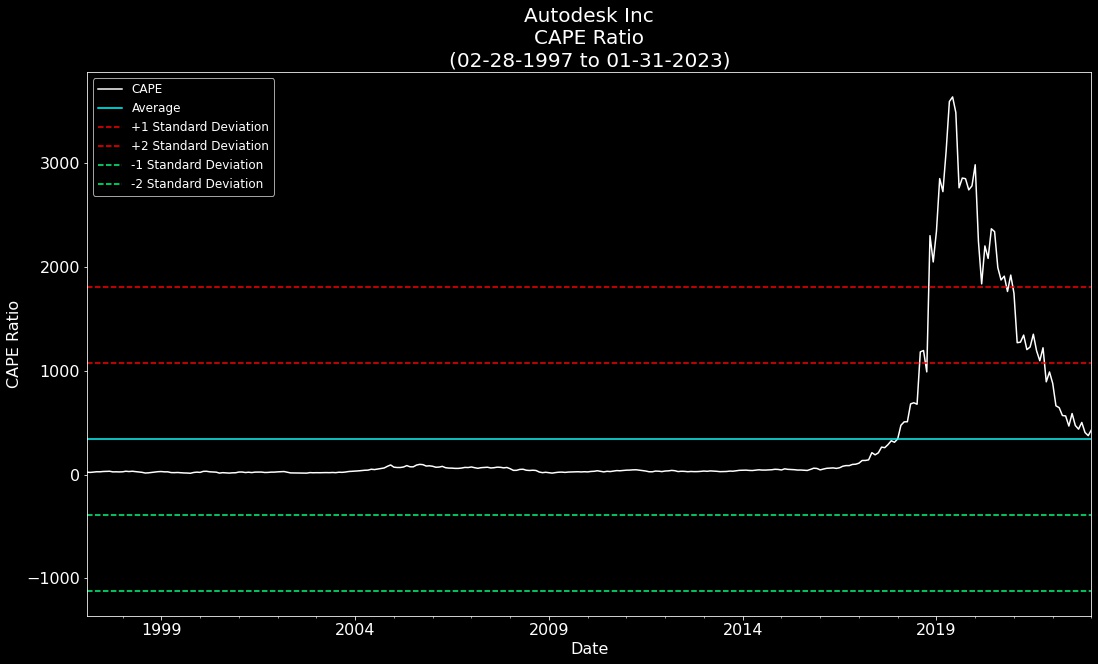 Autodesk Inc
CAPE Ratio
(02-28-1997 to 01-31-2023)
CAPE
Average
+1 Standard Deviation
+2 Standard Deviation
-1 Standard Deviation
-2 Standard Deviation
CAPE Ratio
3000
2000
1000
0
−1000
1999
2004
2009
2014
2019
Date